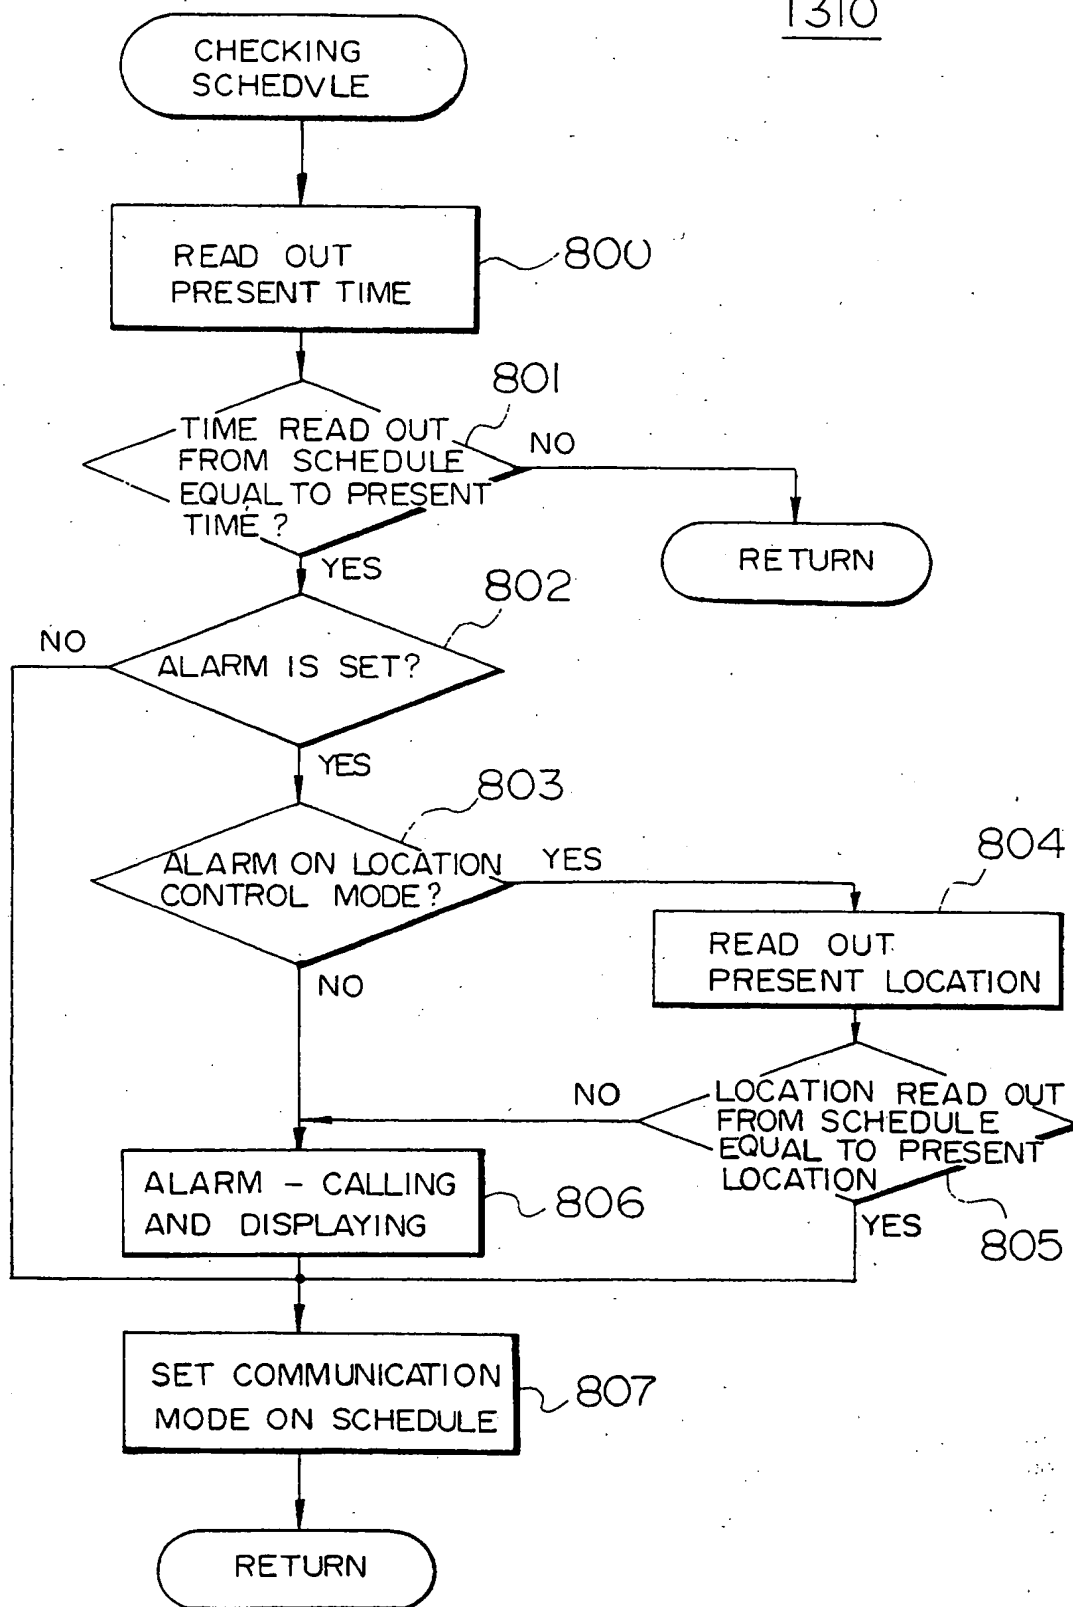 1310
CHECKING
SCHEDVLE
READ OUT
PRESENT TIME
800
801
TIME READ OUT
FROM SCHEDULE
EQUAL TO PRESENT
TIME ?
NO
RETURN
YES
802
NO
ALARM IS SET?
YES
803
ALARM ON LOCATION
CONTROL MODE?
YES
804
READ OUT
PRESENT LOCATION
NO
NO
LOCATION READ OUT
FROM SCHEDULE
EQUAL TO PRESENT
LOCATION
805
YES
ALARM - CALLING
AND DISPLAYING
806
SET COMMUNICATION
MODE ON SCHEDULE
807
RETURN